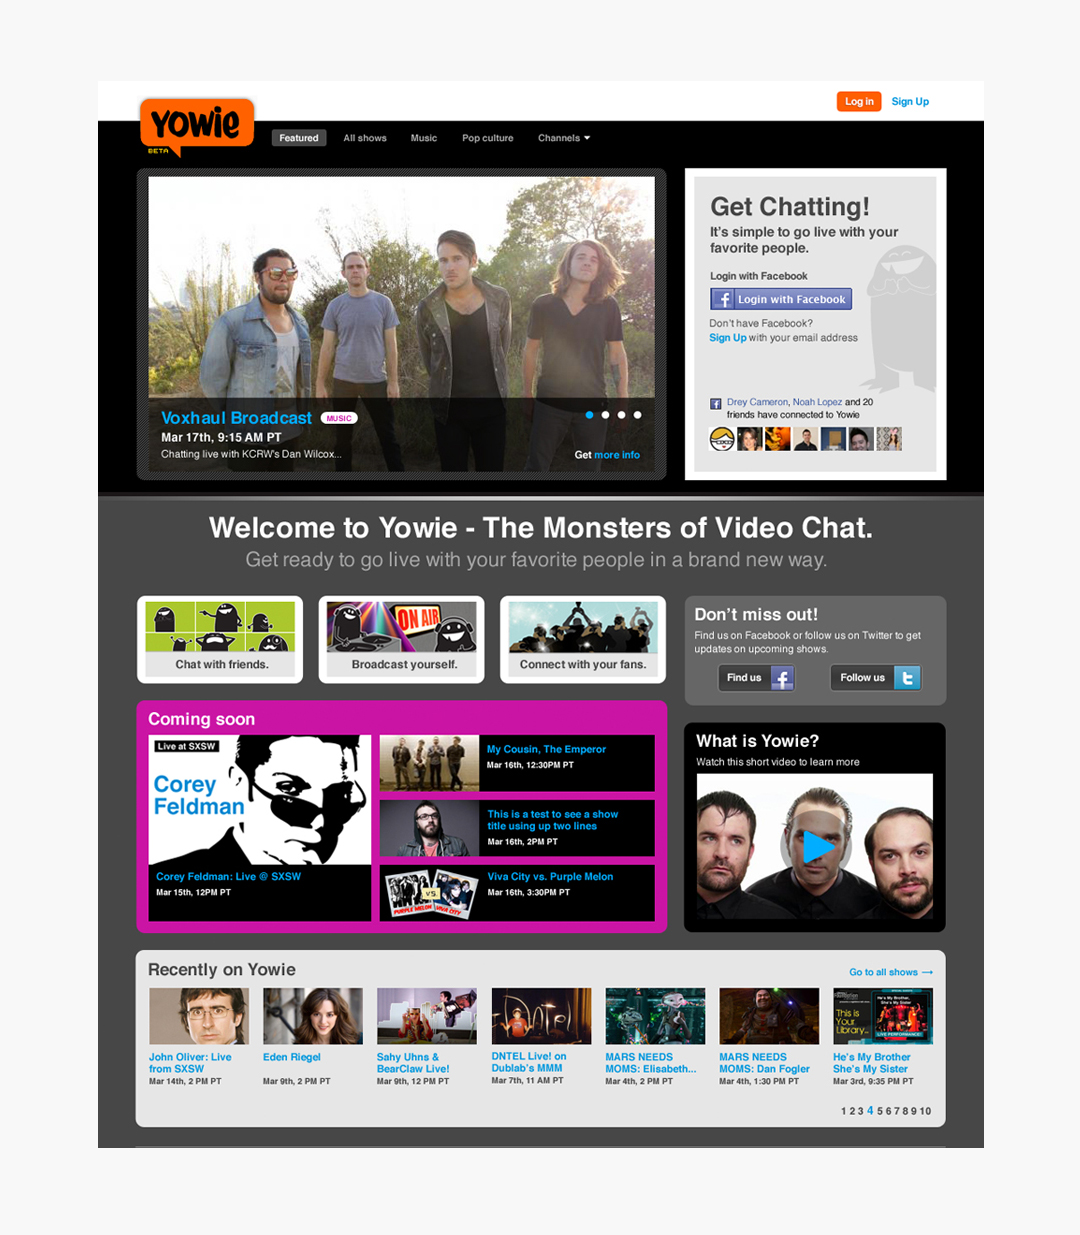 Log in
Sign Up
YOWie
BETA
Featured
All shows
Music
Pop culture
Channels
Get Chatting!
It's simple to go live with your
favorite people.
Login with Facebook
Login with Facebook
Don't have Facebook?
Sign Up with your email address
Drey Cameron, Noah Lopez and 20
friends have connected to Yowie
Voxhaul Broadcast MUSIC
Mar 17th, 9:15 AM PT
Chatting live with KCRW's Dan Wilcox...
Get more info
Welcome to Yowie - The Monsters of Video Chat.
Get ready to go live with your favorite people in a brand new way.
Chat with friends.
ON AIR
Broadcast yourself.
Connect with your fans.
Don't miss out!
Find us on Facebook or follow us on Twitter to get
updates on upcoming shows.
Find us
Follow us
Coming soon
Live at SXSW
Corey
Feldman
Corey Feldman: Live @ SXSW
Mar 15th, 12PM PT
My Cousin, The Emperor
Mar 16th, 12:30PM PT
This is a test to see a show
title using up two lines
Mar 16th, 2PM PT
VS
PURPLE MELON
VIVA CITY
Viva City vs. Purple Melon
Mar 16th, 3:30PM PT
What is Yowie?
Watch this short video to learn more
Recently on Yowie
Go to all shows →
John Oliver: Live
from SXSW
Mar 14th, 2 PM PT
Eden Riegel
Mar 9th, 2 PM PT
Sahy Uhns &
BearClaw Live!
Mar 9th, 12 PM PT
DNTEL Live! on
Dublab's MMM
Mar 7th, 11 AM PT
MARS NEEDS
MOMS: Elisabeth...
Mar 4th, 2 PM PT
MARS NEEDS
MOMS: Dan Fogler
Mar 4th, 1:30 PM PT
He's My Brother,
She's My Sister
This is
Your
Library...
LIVE PERFORMANCE!
He's My Brother
She's My Sister
Mar 3rd, 9:35 PM PT
1 2 3 4 5 6 7 8 9 10